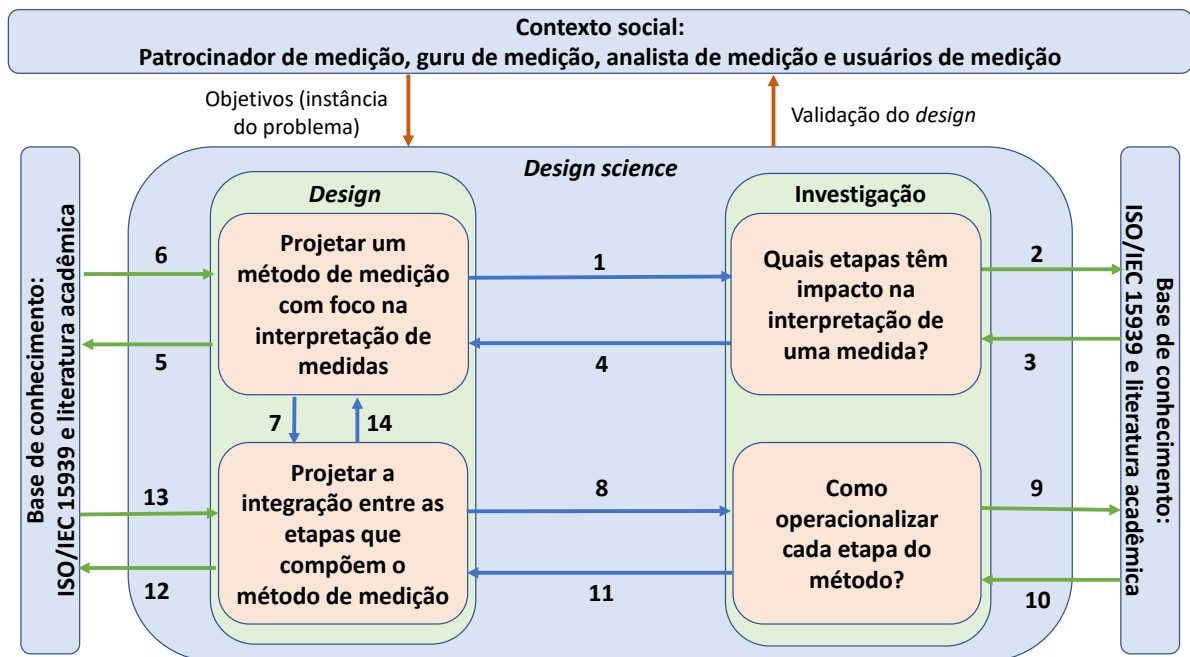 Contexto social:
Patrocinador de medição, guru de medição, analista de medição e usuários de medição
Objetivos (instância
do problema)
Validação do design
Design science
Base de conhecimento:
ISO/IEC 15939 e literatura acadêmica
Design
Projetar um
método de medição
com foco na
interpretação de
medidas
Investigação
Quais etapas têm
impacto na
interpretação de
uma medida?
6
5
1
4
2
3
7
14
Projetar a
integração entre as
etapas que
compõem o
método de medição
Como
operacionalizar
cada etapa do
método?
13
12
8
11
9
10
Base de conhecimento:
ISO/IEC 15939 e literatura acadêmica